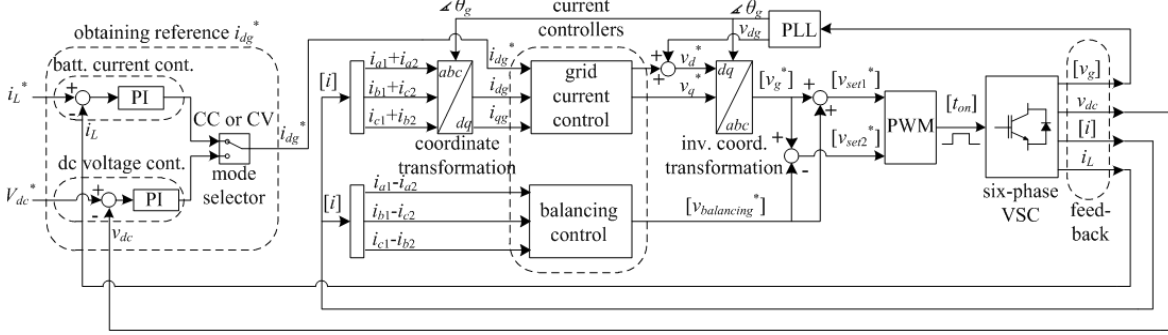 obtaining reference idg*
batt. current cont.
iL*
+
PI
iL
CC or CV
idg*
mode
selector
dc voltage cont.
Vdc*
+
-
PI
vdc
∡θg
[i]
ia1+ia2
ib1+ic2
ic1+ib2
abc
dq
coordinate
transformation
[i]
ia1-ia2
ib1-ic2
ic1-ib2
current
controllers
idg*
idg
iqg
grid
current
control
balancing
control
∡θg
vdg
PLL
+
+
vd*
vq*
dq
abc
inv. coord.
transformation
[vg*]
+
+
[vset1*]
+
-
[vset2*]
[vbalancing*]
PWM
[ton]
six-phase
VSC
[vg]
vdc
[i]
iL
feed-
back